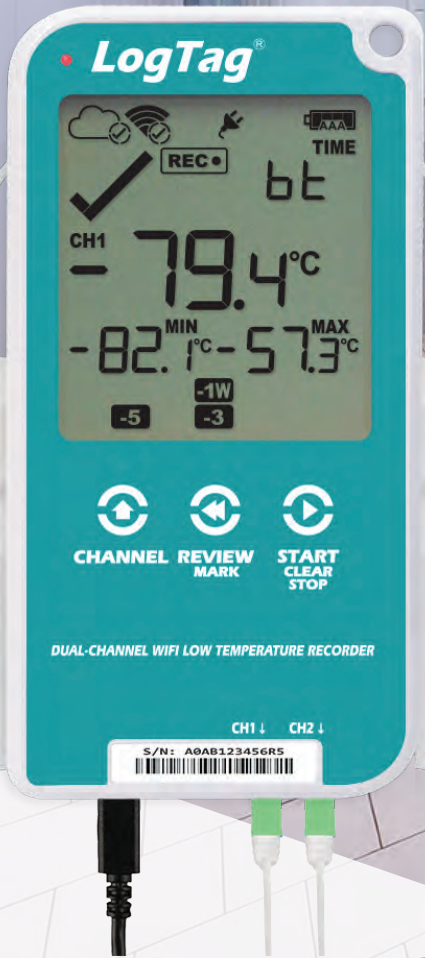 LogTag®
AAA
TIME
REC
bt
CH1
-79.4°C
MIN MAX
-82.1°C -57.3°C
-1W
-5 -3
CHANNEL REVIEW START
MARK CLEAR
STOP
DUAL-CHANNEL WIFI LOW TEMPERATURE RECORDER
CH1↓ CH2↓
S/N: A0AB123456R5